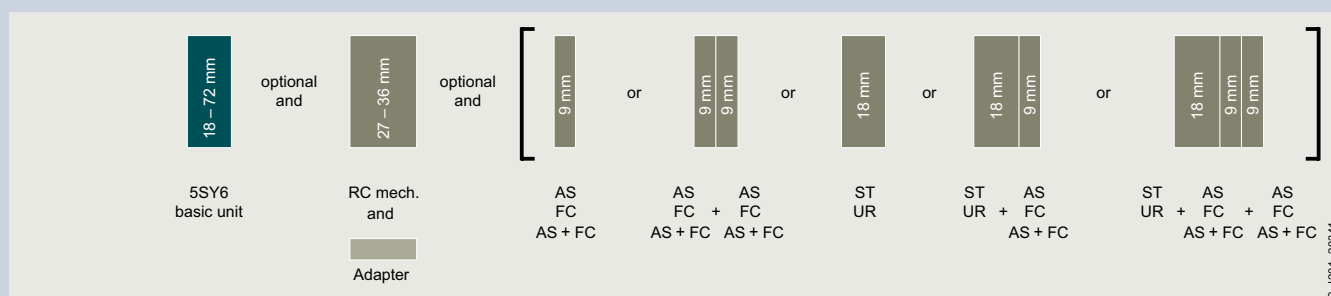 18 – 72 mm
optional
and
27 – 36 mm
optional
and
9 mm
or
9 mm
9 mm
or
18 mm
or
18 mm
9 mm
or
18 mm
9 mm
9 mm
5SY6
basic unit
RC mech.
and
Adapter
AS
FC
AS + FC
AS AS
FC + FC
AS + FC AS + FC
ST
UR
ST AS
UR + FC
AS + FC
ST AS AS
UR + FC + FC
AS + FC AS + FC